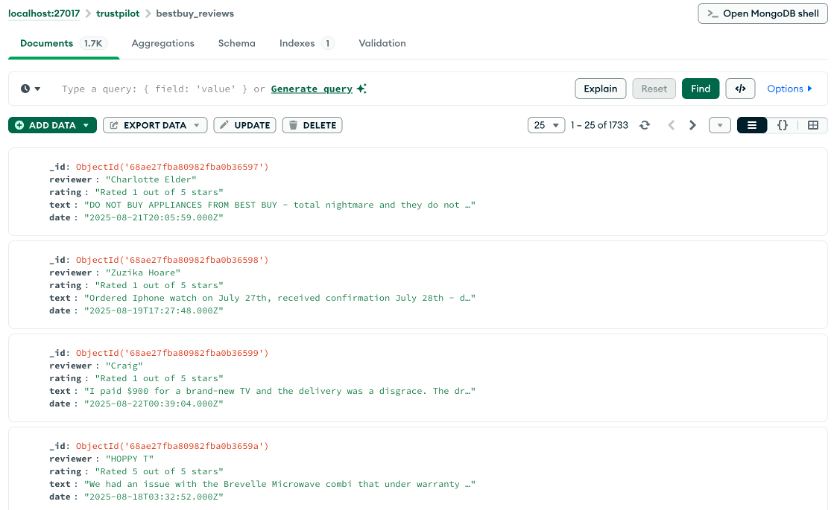 localhost:27017 > trustpilot > bestbuy_reviews
>_ Open MongoDB shell
Documents 1.7K Aggregations Schema Indexes 1 Validation
Type a query: { field: 'value' } or Generate query
Explain Reset Find </> Options
ADD DATA EXPORT DATA UPDATE DELETE
25 1 – 25 of 1733 {}
_id: ObjectId('68ae27fba80982fba0b36597')
reviewer : "Charlotte Elder"
rating : "Rated 1 out of 5 stars"
text : "DO NOT BUY APPLIANCES FROM BEST BUY - total nightmare and they do not …"
date : "2025-08-21T20:05:59.000Z"
_id: ObjectId('68ae27fba80982fba0b36598')
reviewer : "Zuzika Hoare"
rating : "Rated 1 out of 5 stars"
text : "Ordered Iphone watch on July 27th, received confirmation July 28th - d…"
date : "2025-08-19T17:27:48.000Z"
_id: ObjectId('68ae27fba80982fba0b36599')
reviewer : "Craig"
rating : "Rated 1 out of 5 stars"
text : "I paid $900 for a brand-new TV and the delivery was a disgrace. The dr…"
date : "2025-08-22T00:39:04.000Z"
_id: ObjectId('68ae27fba80982fba0b3659a')
reviewer : "HOPPY T"
rating : "Rated 5 out of 5 stars"
text : "We had an issue with the Brevelle Microwave combi that under warranty …"
date : "2025-08-18T03:32:52.000Z"